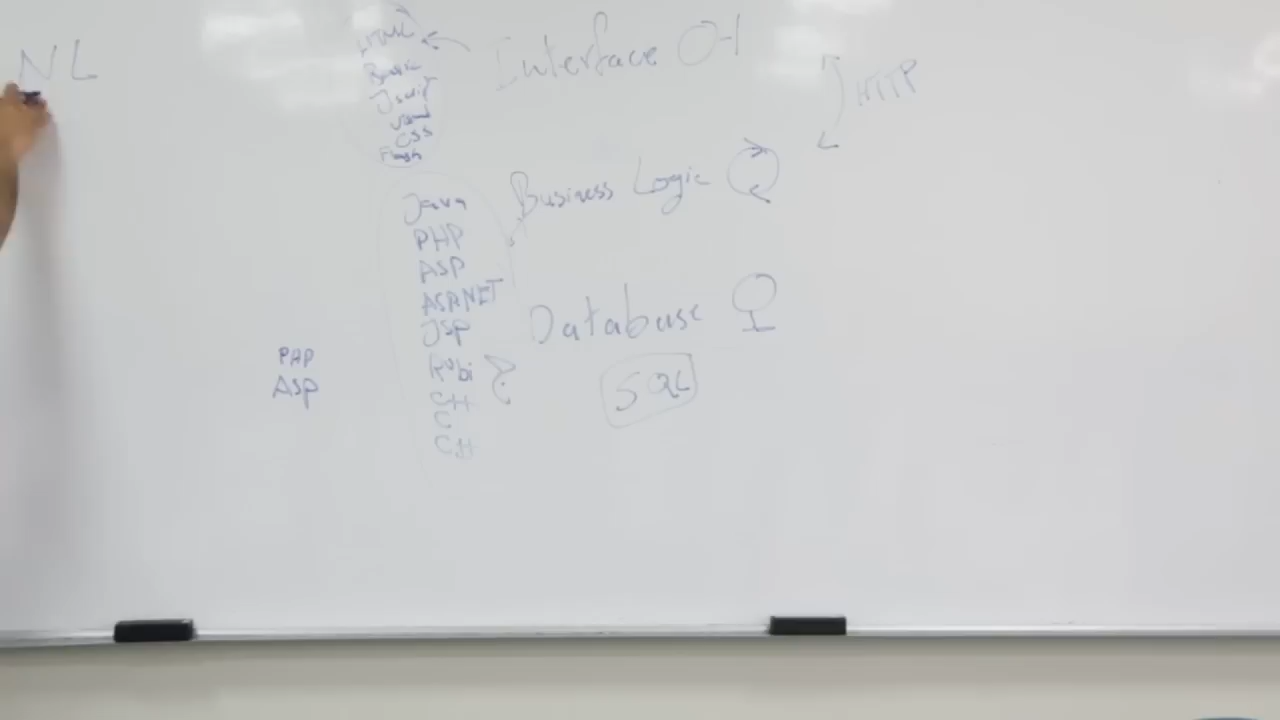 NL
HTML
Interface
HTTP
Basic
Jscript
CSS
Flash
Java
Business Logic
PHP
ASP
ASP.NET
JSP
Database
Rubi
PHP
ASP
SQL
C#
C
C#